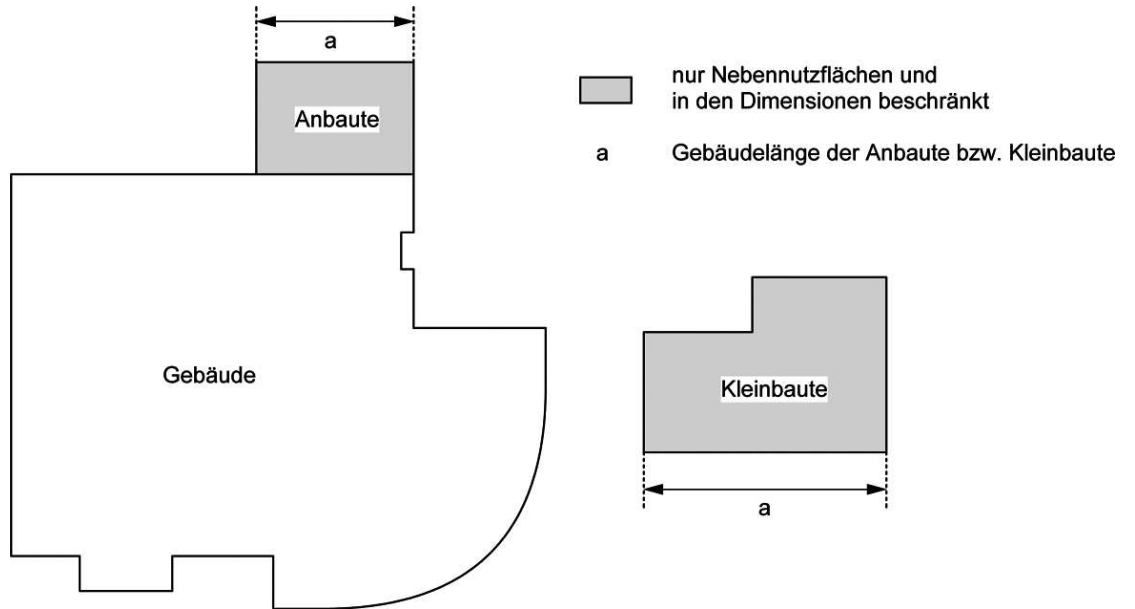 a
Anbaute
nur Nebennutzflächen und
in den Dimensionen beschränkt
a Gebäudelänge der Anbaute bzw. Kleinbaute
Gebäude
Kleinbaute
a